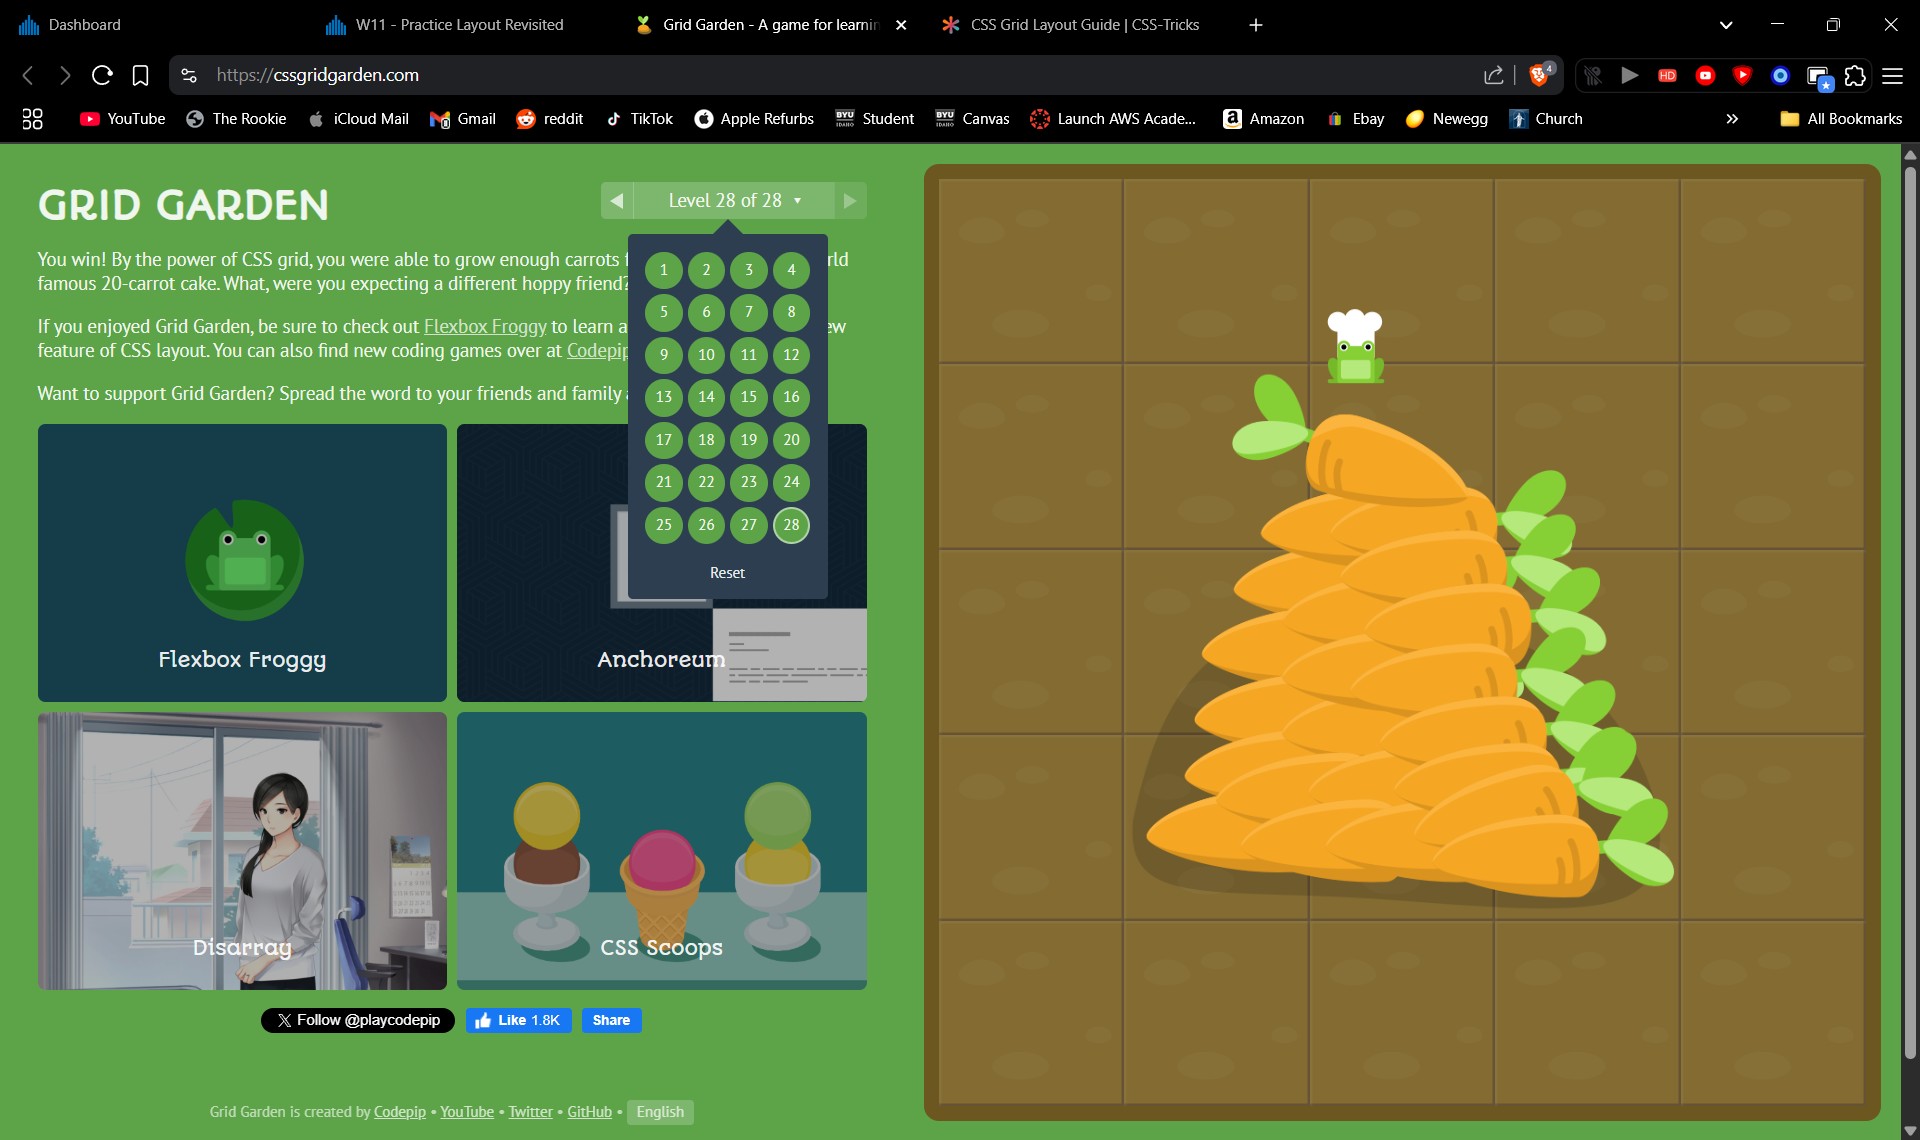 Dashboard
W11 - Practice Layout Revisited
Grid Garden - A game for learnin
CSS Grid Layout Guide | CSS-Tricks
https://cssgridgarden.com
4
HD
YouTube
The Rookie
iCloud Mail
Gmail
reddit
TikTok
Apple Refurbs
BYU
IDAHO
Student
BYU
IDAHO
Canvas
Launch AWS Acade...
a
Amazon
Ebay
Newegg
Church
All Bookmarks
GRID GARDEN
Level 28 of 28
You win! By the power of CSS grid, you were able to grow enough carrots f
rld
famous 20-carrot cake. What, were you expecting a different hoppy friend?
If you enjoyed Grid Garden, be sure to check out Flexbox Froggy to learn a
ew
feature of CSS layout. You can also find new coding games over at Codepip
Want to support Grid Garden? Spread the word to your friends and family a
1 2 3 4
5 6 7 8
9 10 11 12
13 14 15 16
17 18 19 20
21 22 23 24
25 26 27 28
Reset
Flexbox Froggy
Anchoreum
Disarray
CSS Scoops
Follow @playcodepip
Like 1.8K
Share
Grid Garden is created by Codepip • YouTube • Twitter • GitHub • English